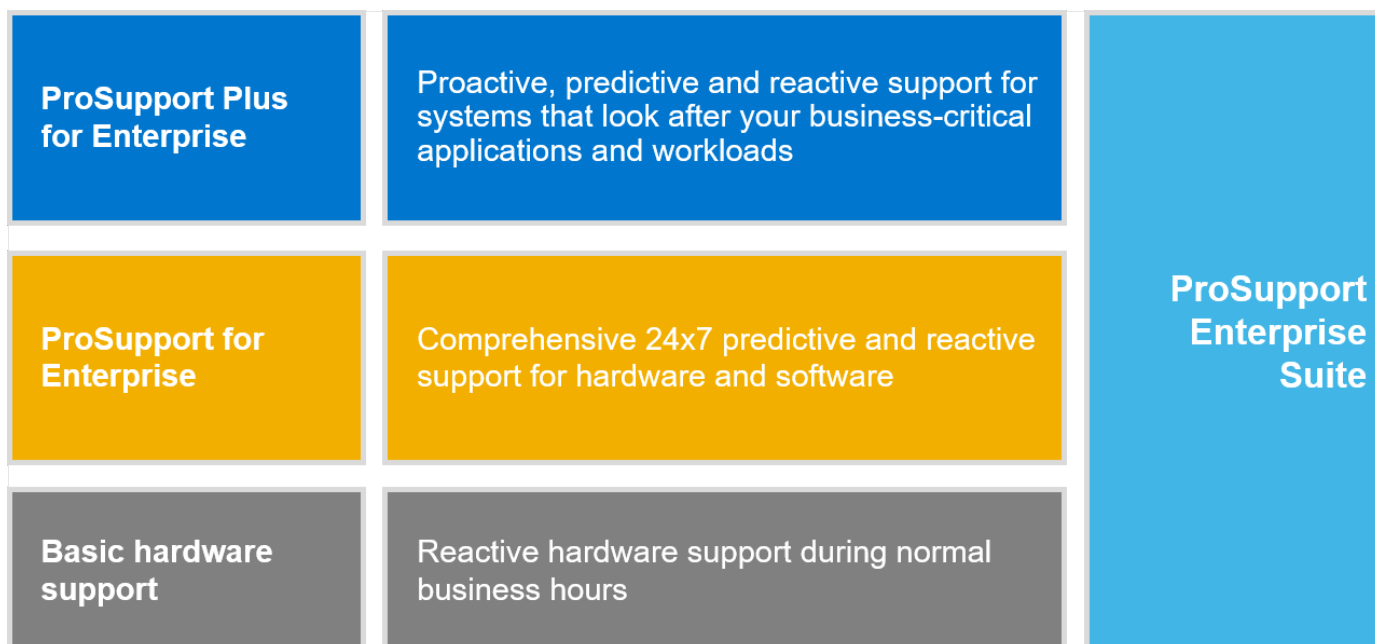 ProSupport Plus
for Enterprise
Proactive, predictive and reactive support for
systems that look after your business-critical
applications and workloads
ProSupport for
Enterprise
Comprehensive 24x7 predictive and reactive
support for hardware and software
Basic hardware
support
Reactive hardware support during normal
business hours
ProSupport
Enterprise
Suite